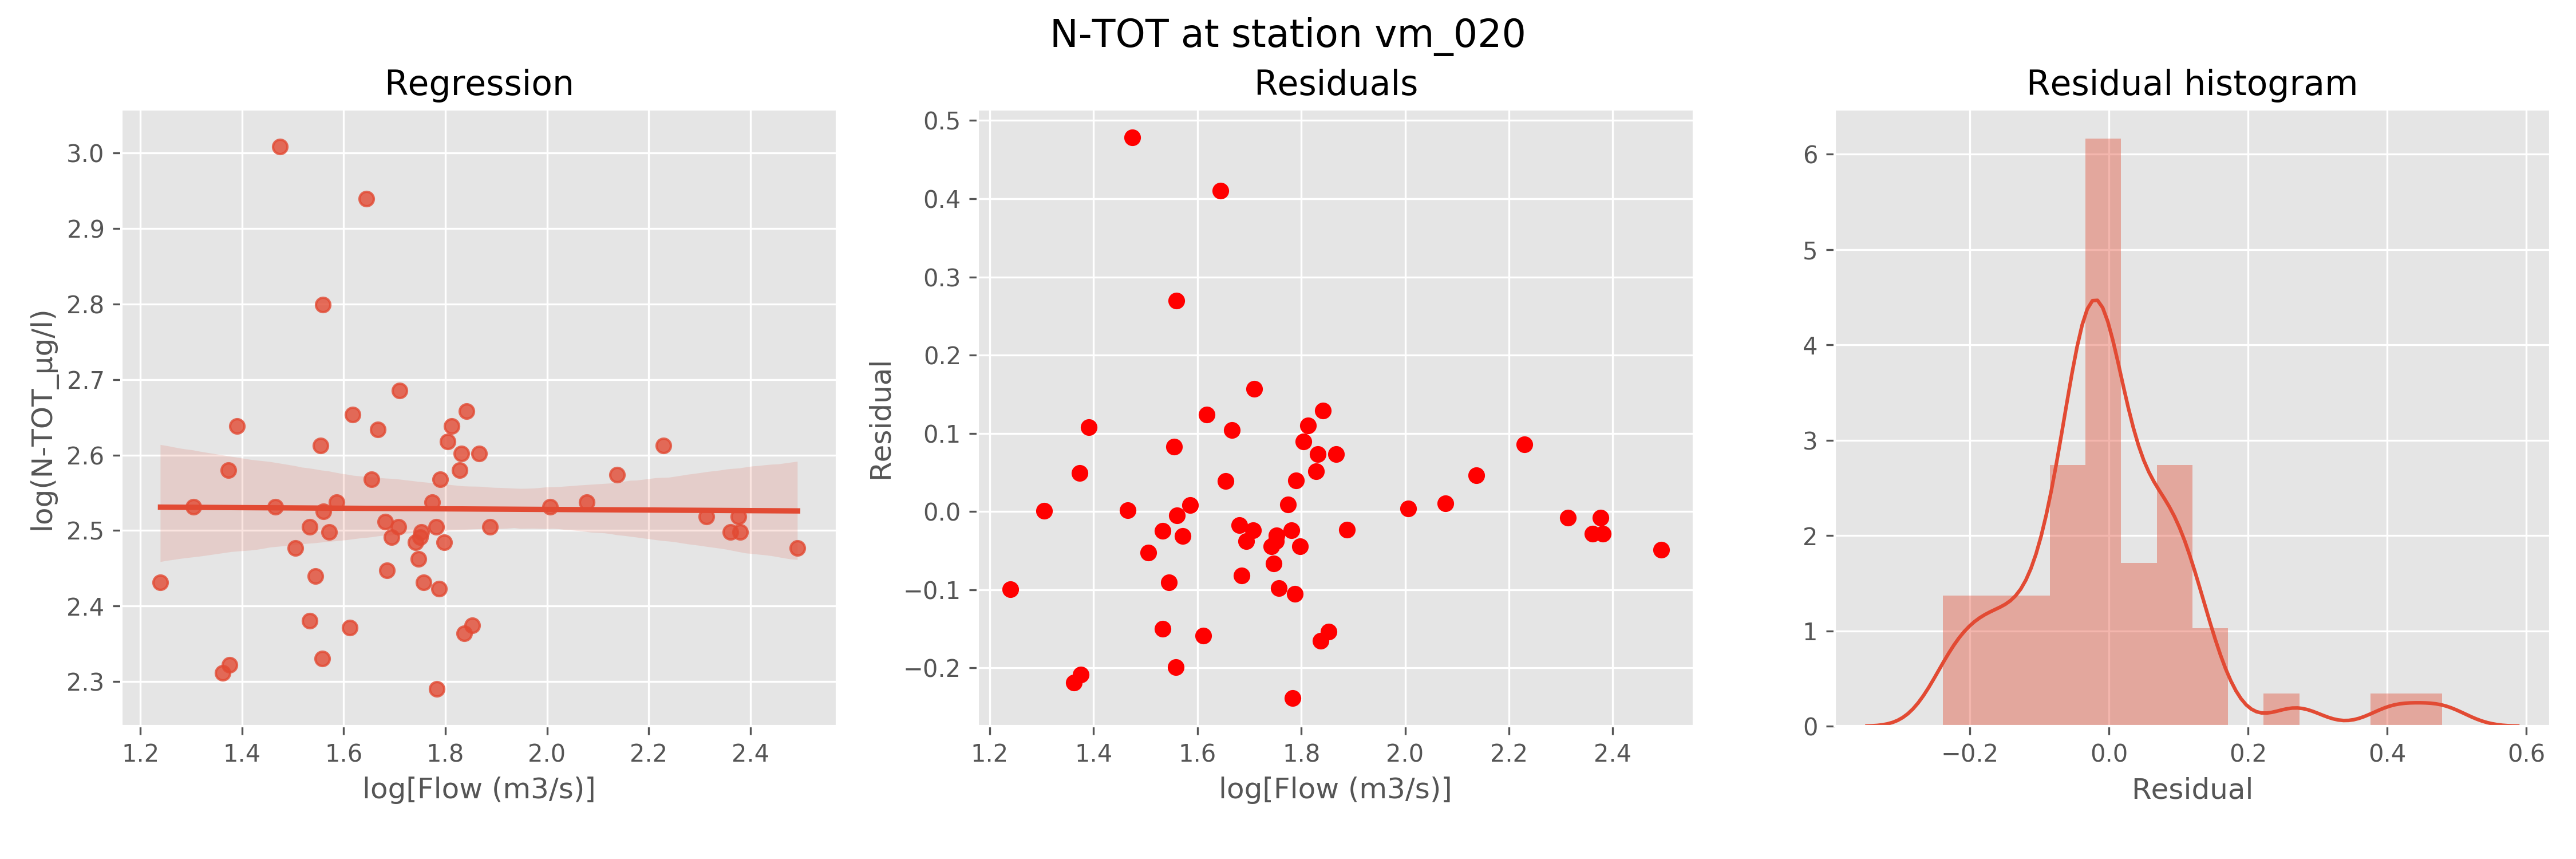 N-TOT at station vm_020
Regression
3.0
2.9
2.8
2.7
2.6
2.5
2.4
2.3
log(N-TOT_µg/l)
1.2 1.4 1.6 1.8 2.0 2.2 2.4
log[Flow (m3/s)]
Residuals
0.5
0.4
0.3
0.2
0.1
0.0
−0.1
−0.2
Residual
1.2 1.4 1.6 1.8 2.0 2.2 2.4
log[Flow (m3/s)]
Residual histogram
6
5
4
3
2
1
0
−0.2 0.0 0.2 0.4 0.6
Residual